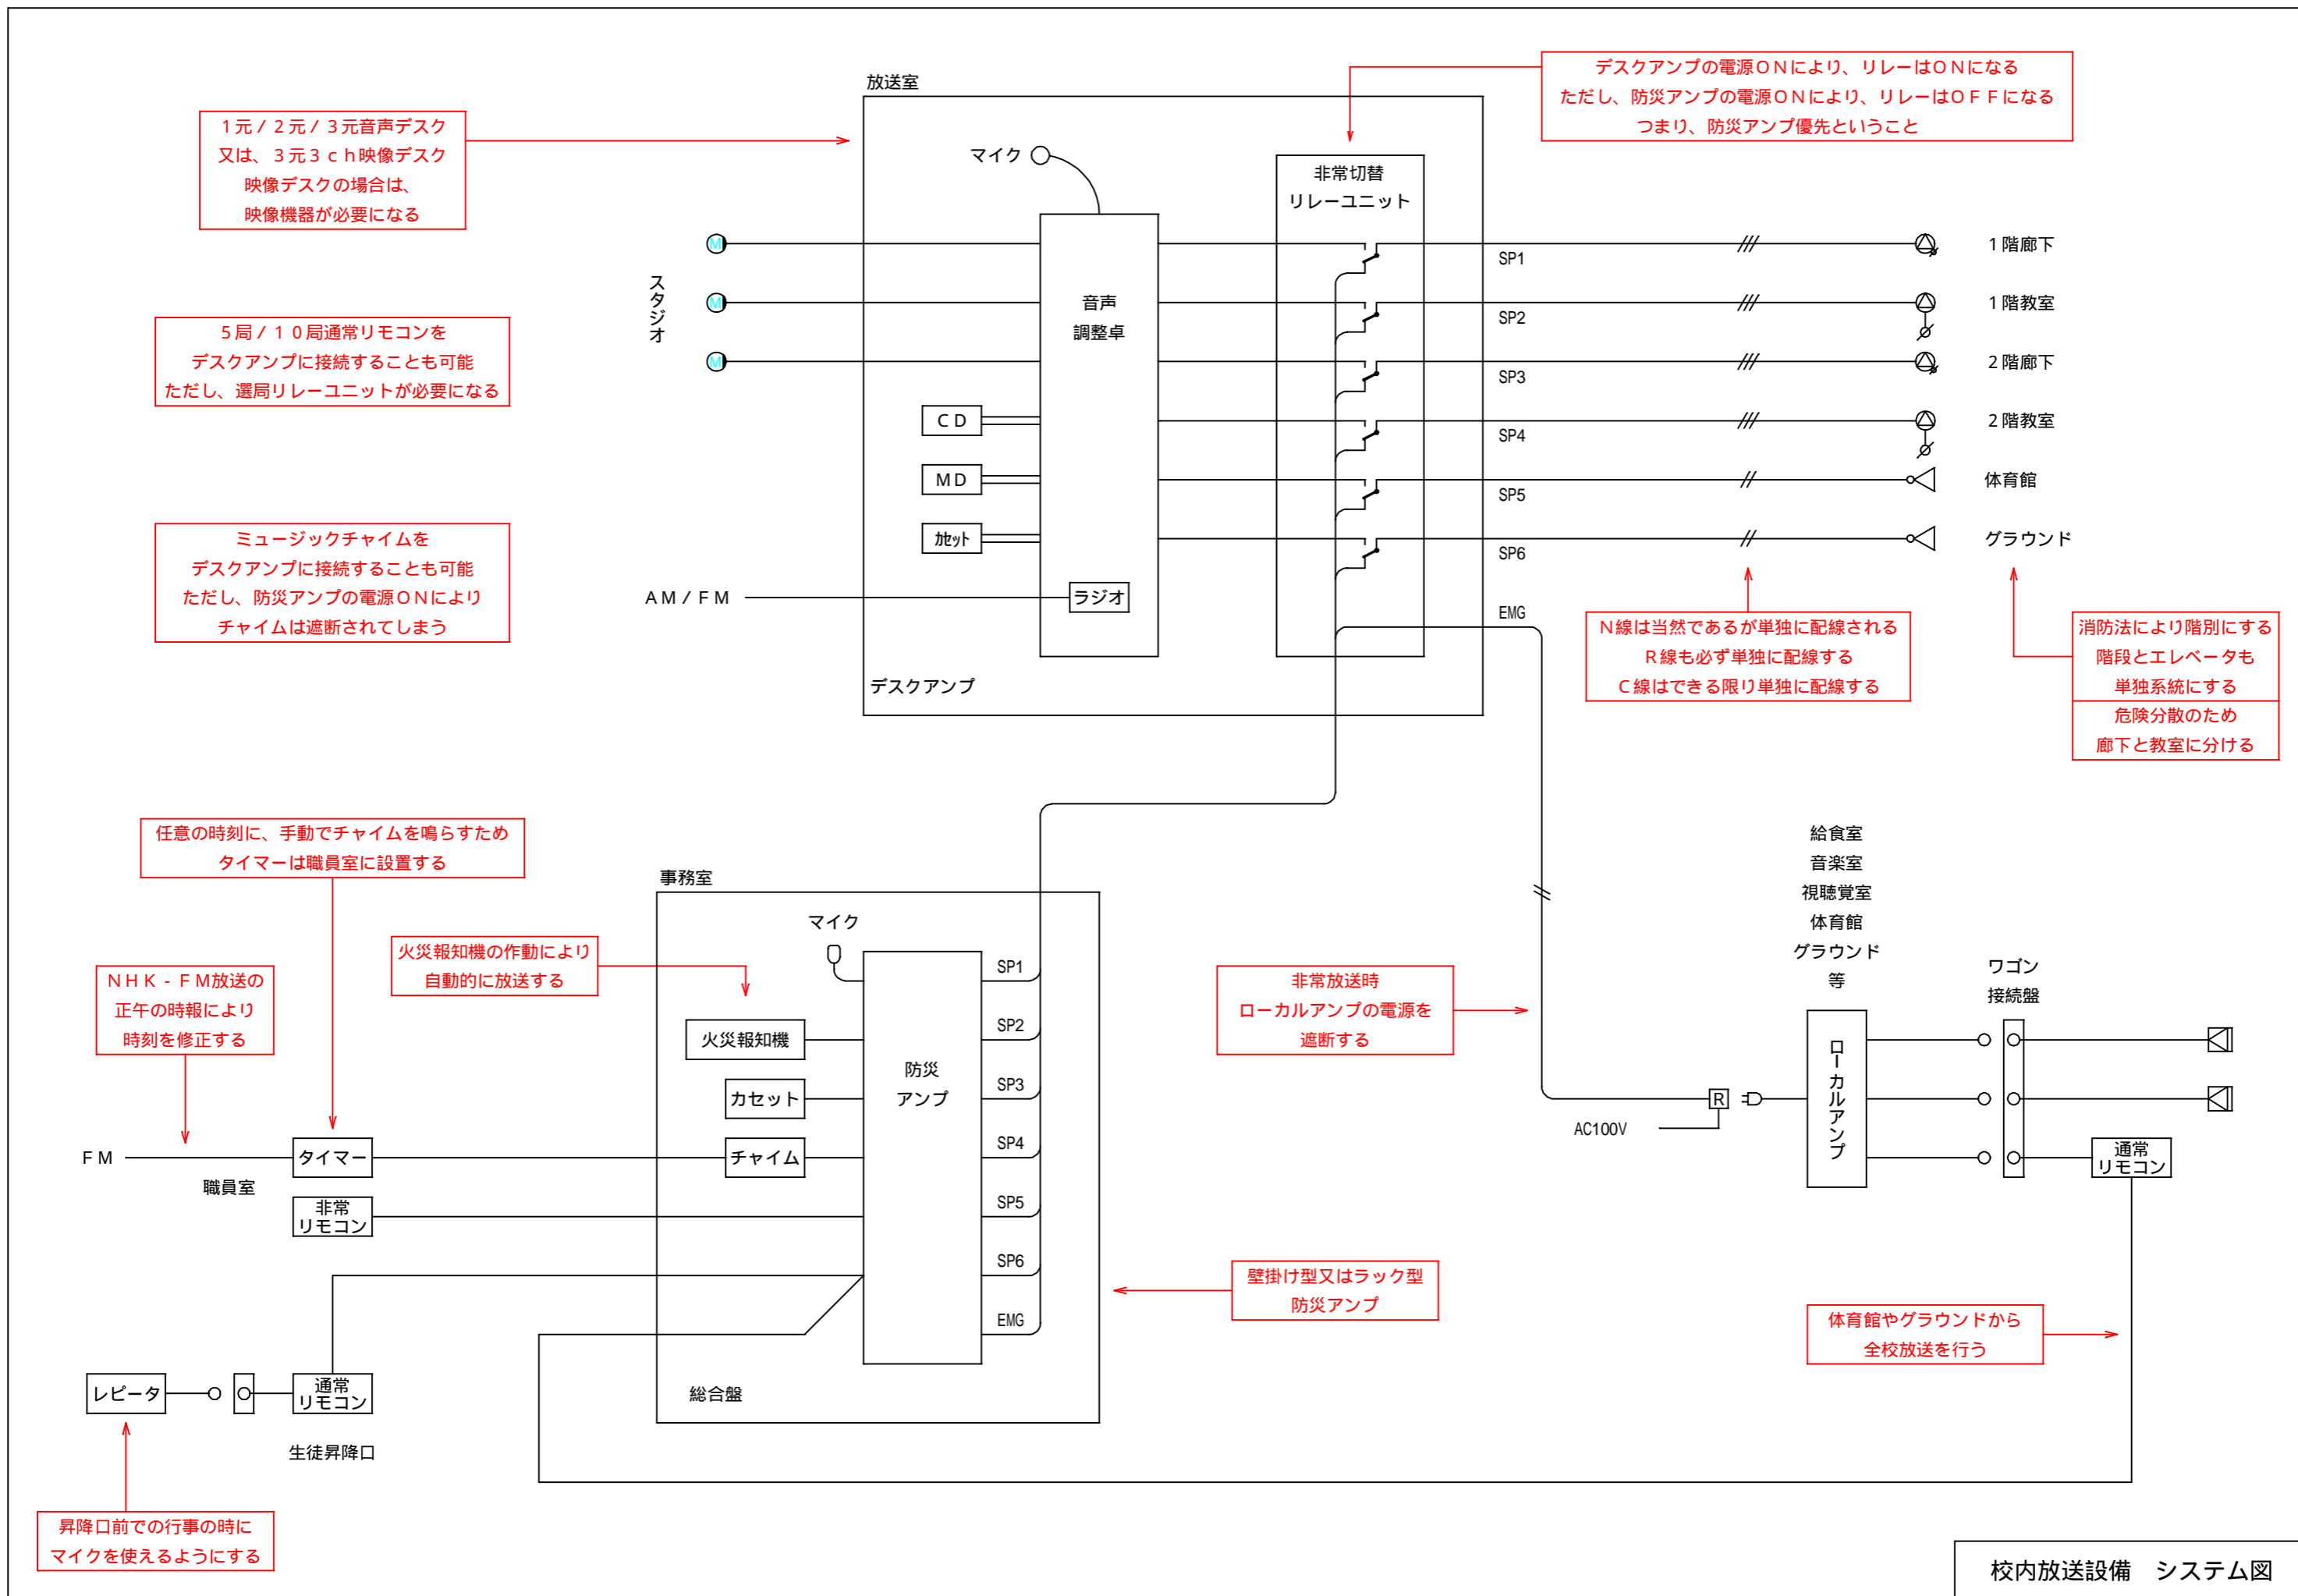 放送室
デスクアンプの電源ONにより、リレーはONになる
ただし、防災アンプの電源ONにより、リレーはOFFになる
つまり、防災アンプ優先ということ
1元/2元/3元音声デスク
又は、3元3ch映像デスク
映像デスクの場合は、
映像機器が必要になる
マイク
非常切替
リレーユニット
スタジオ
M
M
M
音声
調整卓
SP1
1階廊下
SP2
1階教室
SP3
2階廊下
SP4
2階教室
SP5
体育館
SP6
グラウンド
EMG
5局/10局通常リモコンを
デスクアンプに接続することも可能
ただし、選局リレーユニットが必要になる
CD
MD
カセット
AM/FM
ラジオ
デスクアンプ
ミュージックチャイムを
デスクアンプに接続することも可能
ただし、防災アンプの電源ONにより
チャイムは遮断されてしまう
N線は当然であるが単独に配線される
R線も必ず単独に配線する
C線はできる限り単独に配線する
消防法により階別にする
階段とエレベータも
単独系統にする
危険分散のため
廊下と教室に分ける
任意の時刻に、手動でチャイムを鳴らすため
タイマーは職員室に設置する
事務室
マイク
火災報知機の作動により
自動的に放送する
NHK-FM放送の
正午の時報により
時刻を修正する
火災報知機
カセット
チャイム
防災
アンプ
SP1
SP2
SP3
SP4
SP5
SP6
EMG
総合盤
FM
タイマー
職員室
非常
リモコン
レピータ
通常
リモコン
生徒昇降口
昇降口前での行事の時に
マイクを使えるようにする
壁掛け型又はラック型
防災アンプ
非常放送時
ローカルアンプの電源を
遮断する
給食室
音楽室
視聴覚室
体育館
グラウンド
等
ワゴン
接続盤
ローカルアンプ
R
AC100V
通常
リモコン
体育館やグラウンドから
全校放送を行う
校内放送設備 システム図